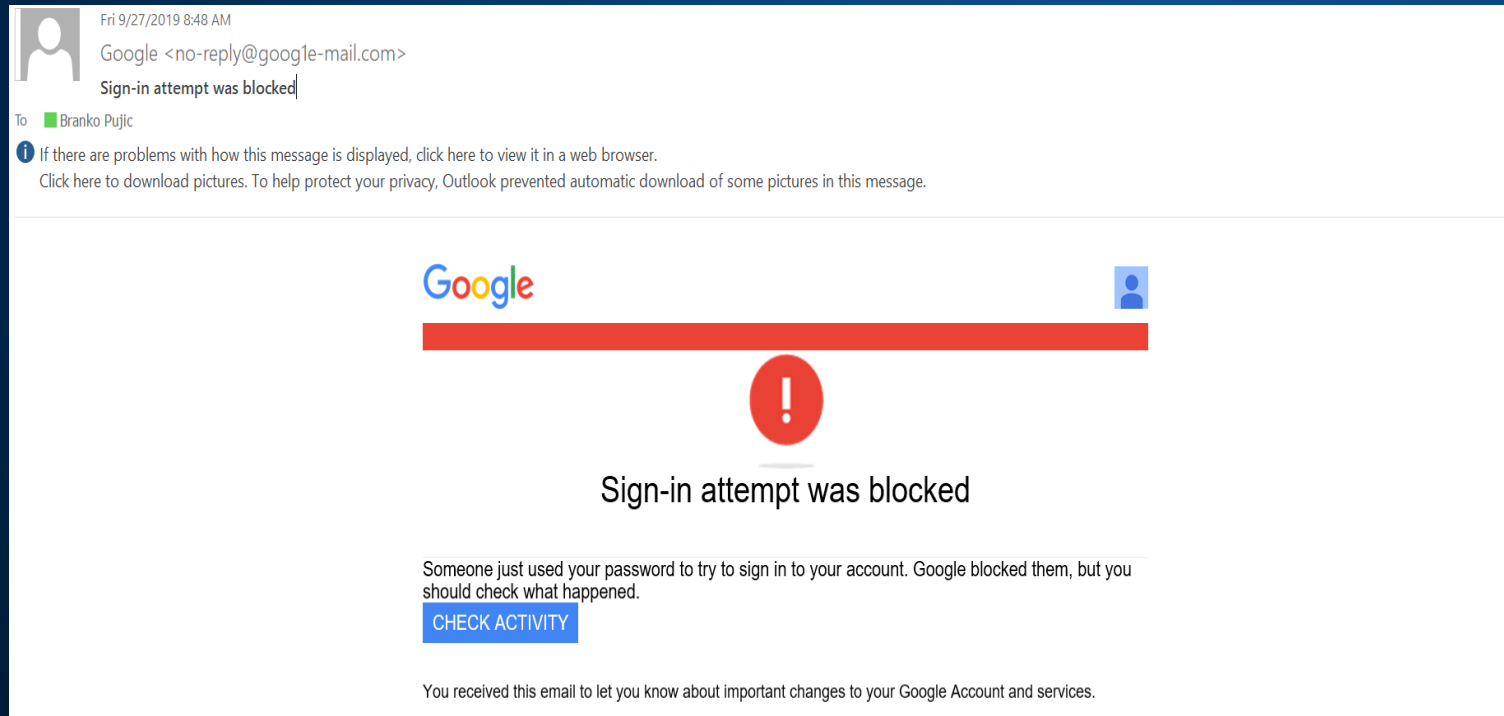 Fri 9/27/2019 8:48 AM
Google <no-reply@goog1e-mail.com>
Sign-in attempt was blocked
To Branko Pujic
If there are problems with how this message is displayed, click here to view it in a web browser.
Click here to download pictures. To help protect your privacy, Outlook prevented automatic download of some pictures in this message.
Google
Sign-in attempt was blocked
Someone just used your password to try to sign in to your account. Google blocked them, but you
should check what happened.
CHECK ACTIVITY
You received this email to let you know about important changes to your Google Account and services.